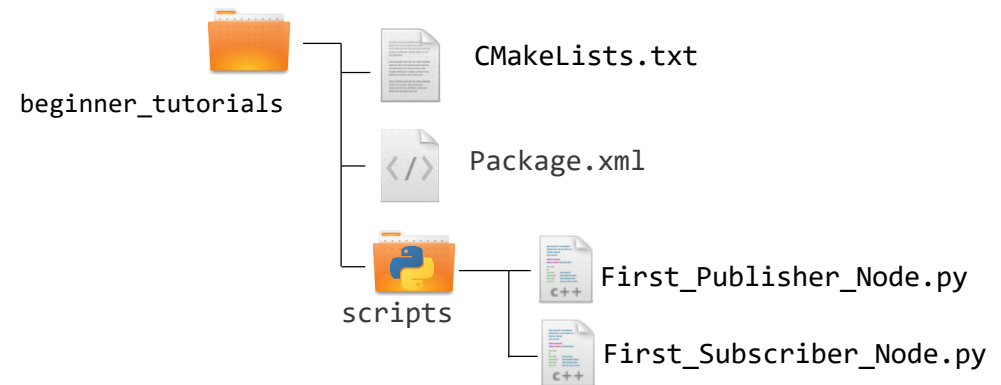 CMakeLists.txt
beginner_tutorials
</>
Package.xml
scripts
C++
First_Publisher_Node.py
C++
First_Subscriber_Node.py